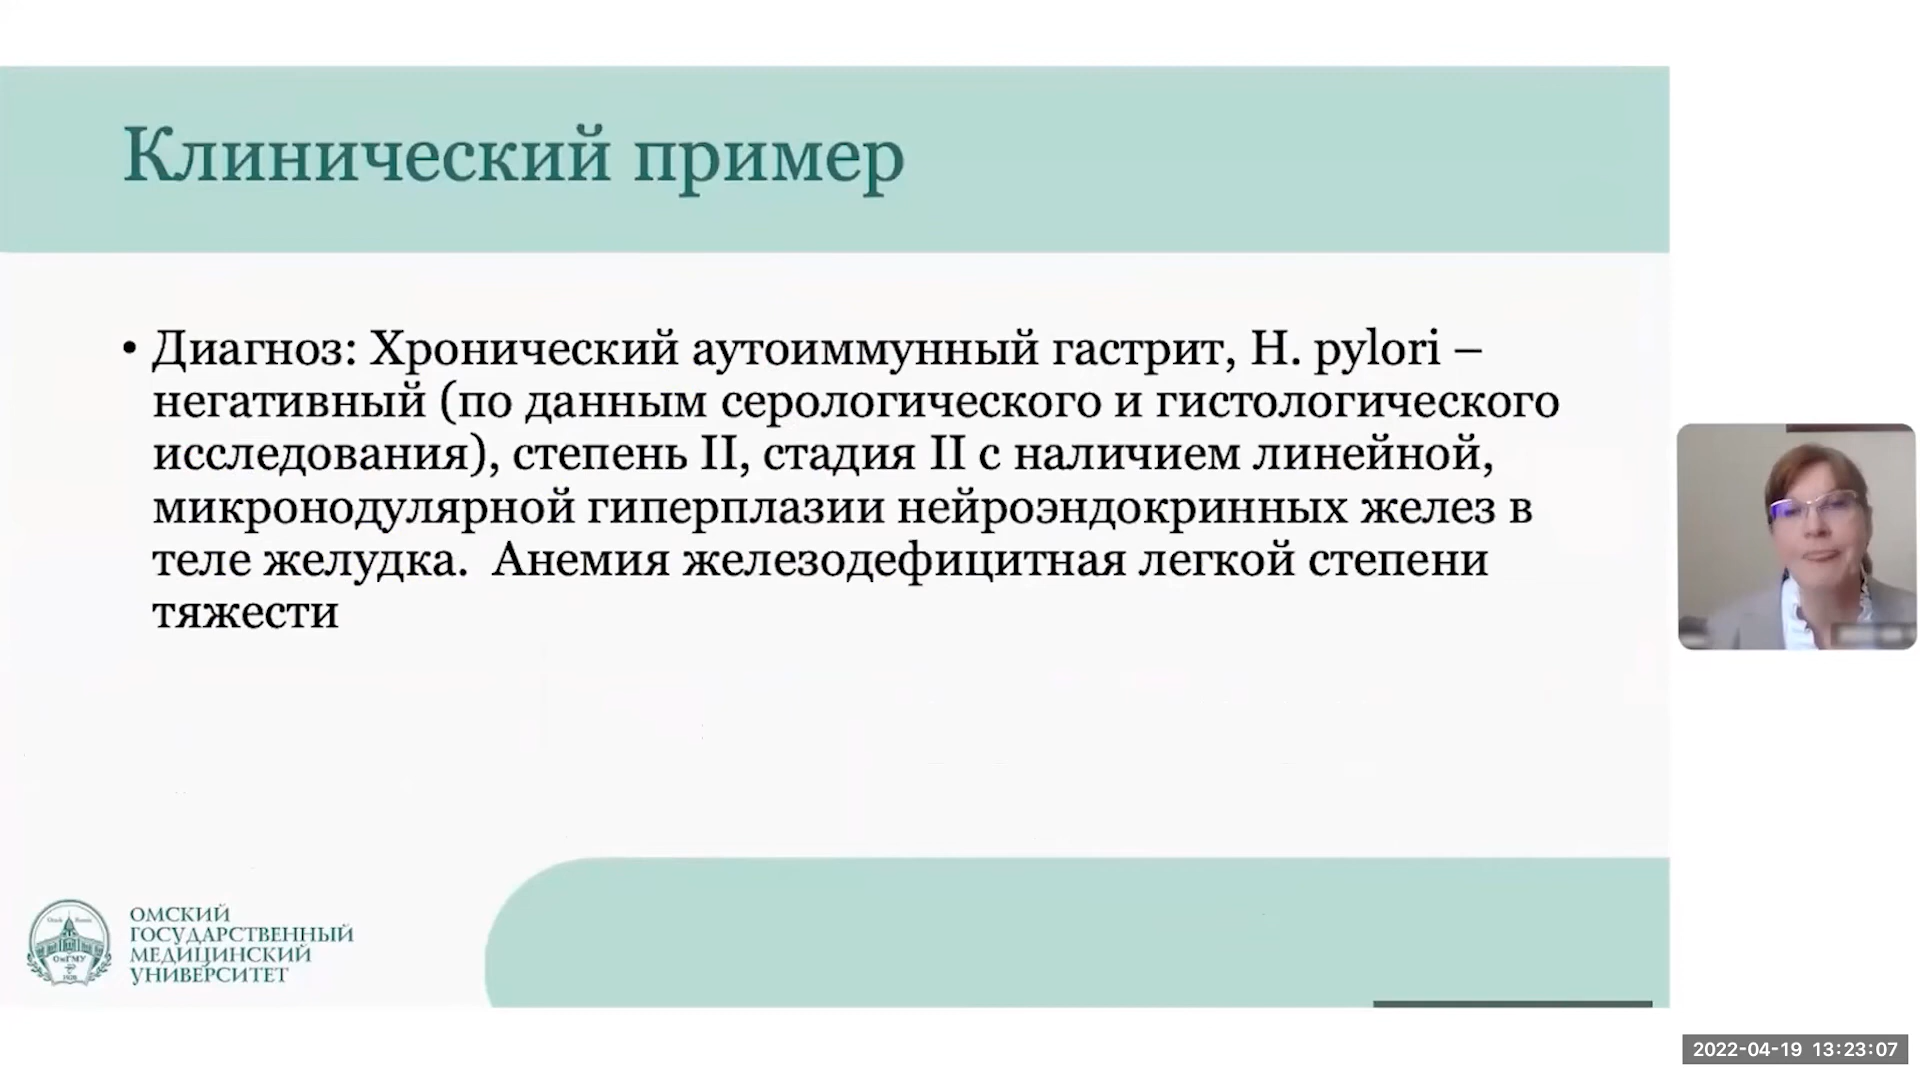 Клинический пример
• Диагноз: Хронический аутоиммунный гастрит, H. pylori –
негативный (по данным серологического и гистологического
исследования), степень II, стадия II с наличием линейной,
микронодулярной гиперплазии нейроэндокринных желез в
теле желудка.  Анемия железодефицитная легкой степени
тяжести
ОМСКИЙ
ГОСУДАРСТВЕННЫЙ
МЕДИЦИНСКИЙ
УНИВЕРСИТЕТ
ОмГМУ
2022-04-19 13:23:07